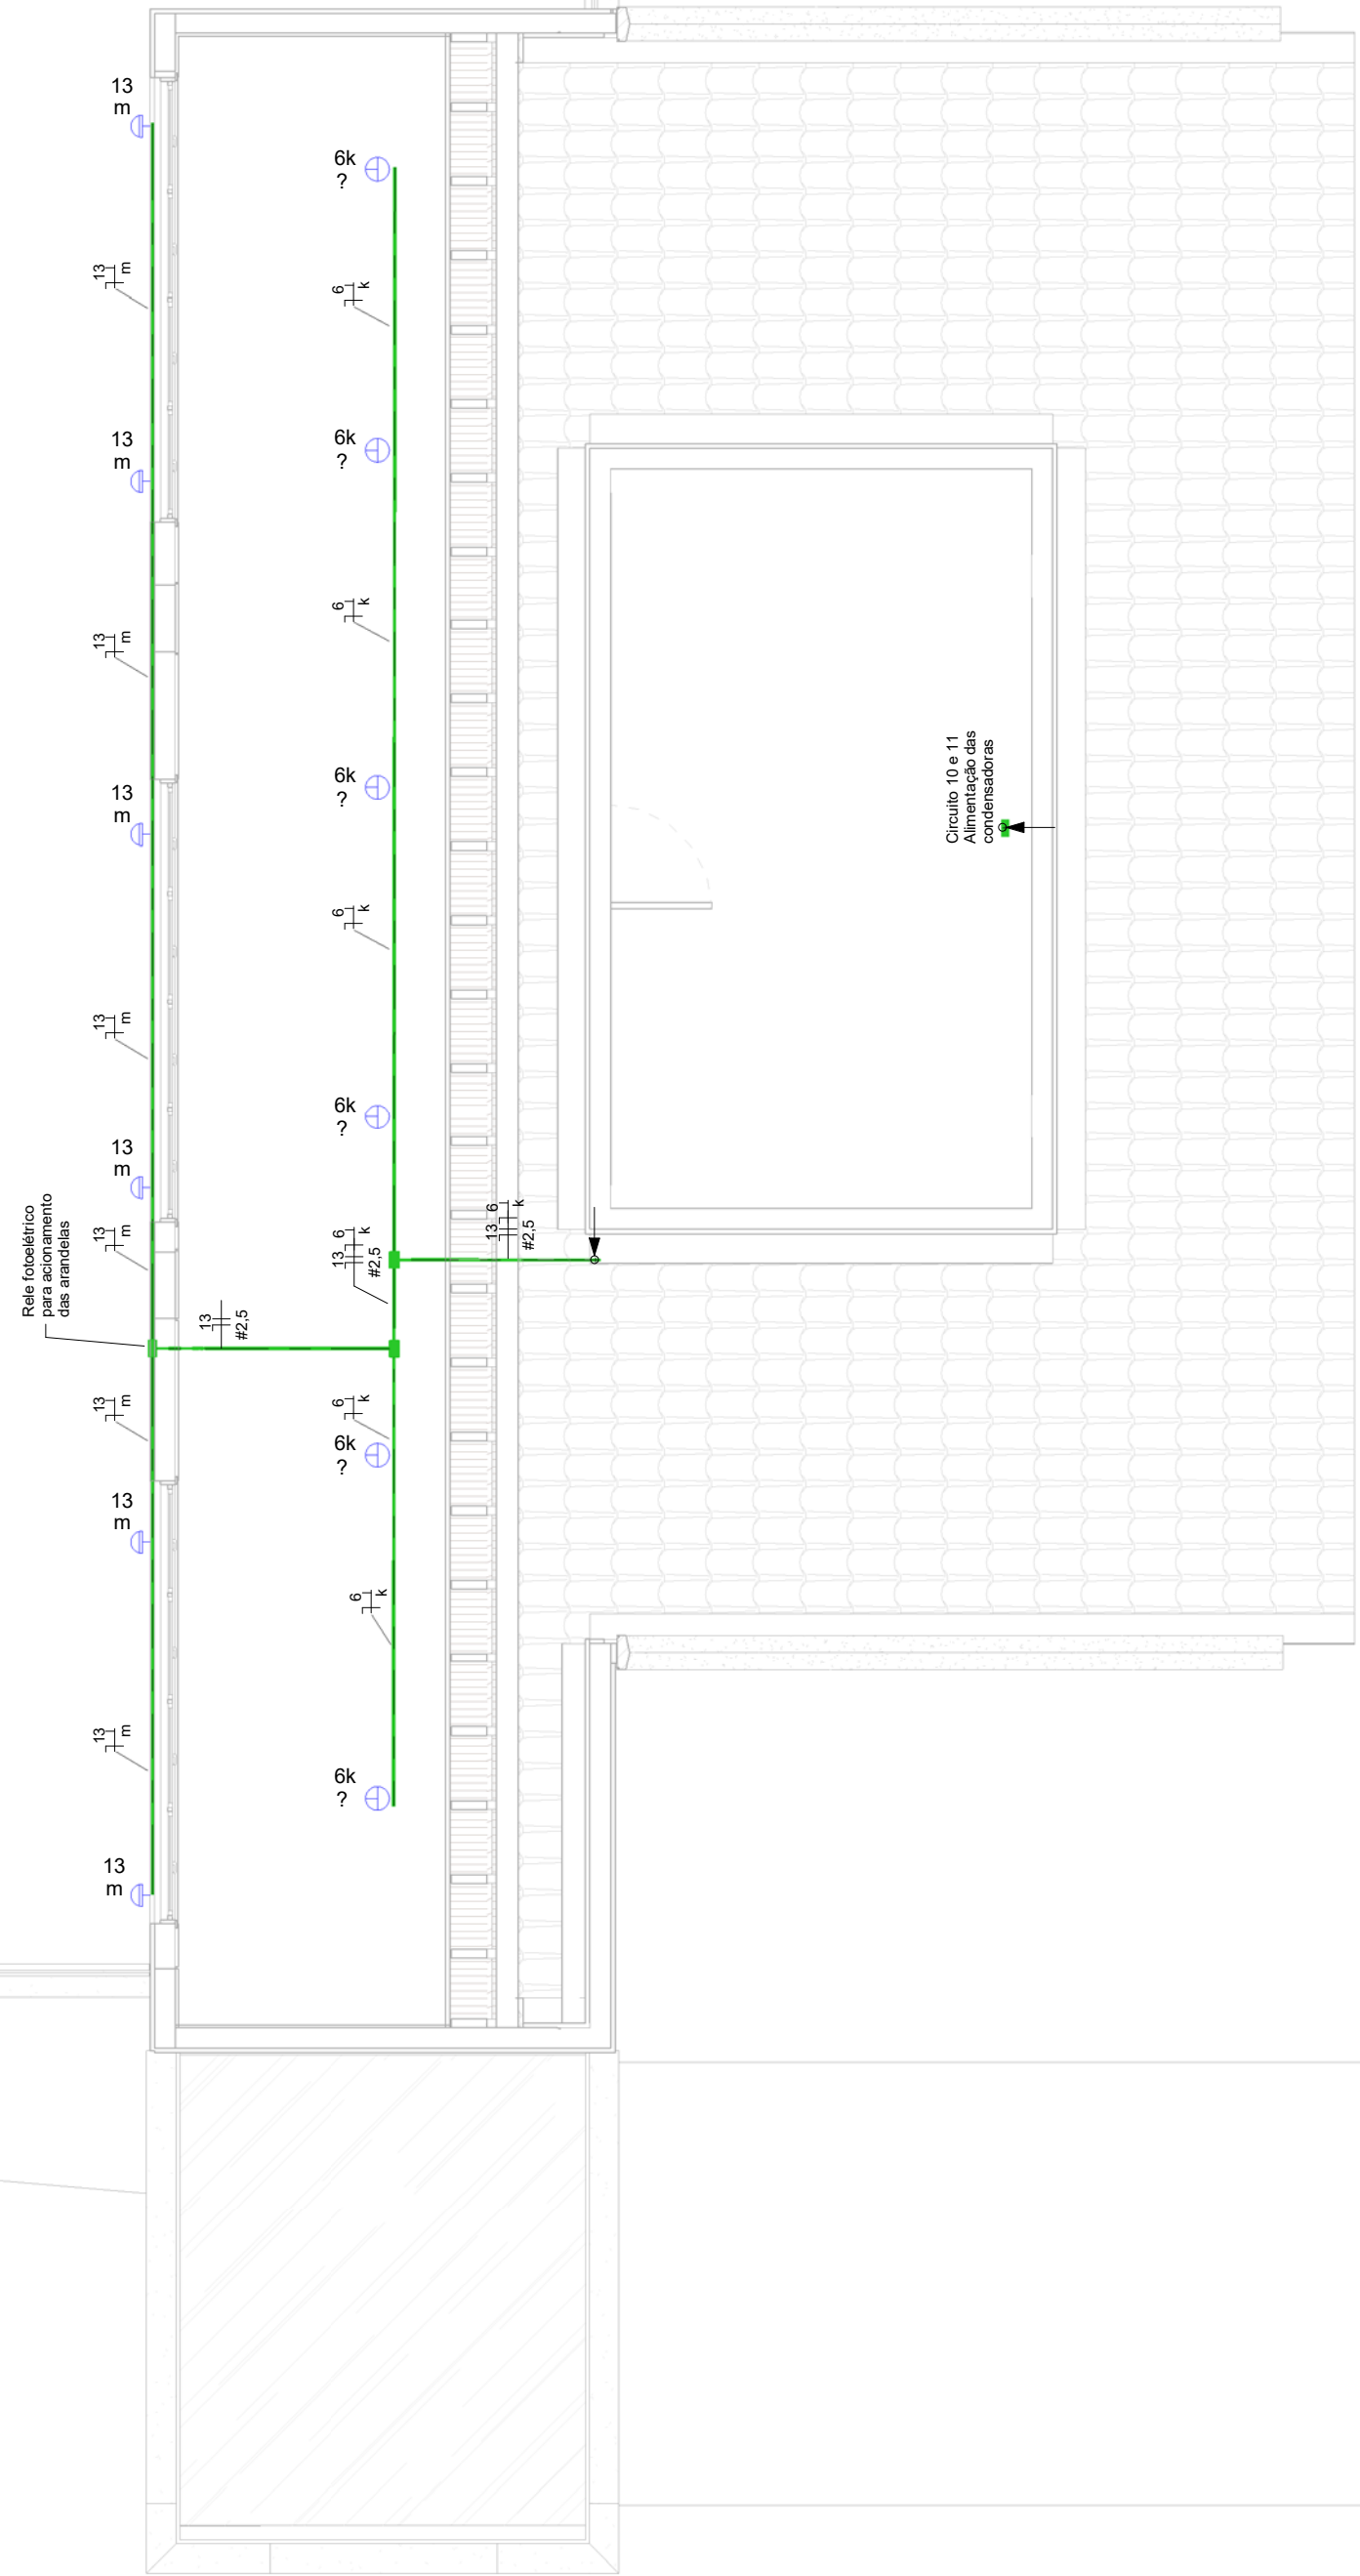 13
m
6k
?
13
m
6
k
13
m
6k
?
13
m
6
k
13
m
6k
?
Circuito 10 e 11
Alimentação das
condensadoras
6
k
13
m
6k
?
13
m
Rele fotoelétrico
para acionamento
das arandelas
13
m
13 6
k
#2,5
13 6
k
#2,5
13
#2,5
13
m
6
k
6k
?
13
m
6
k
13
m
6k
?
13
m